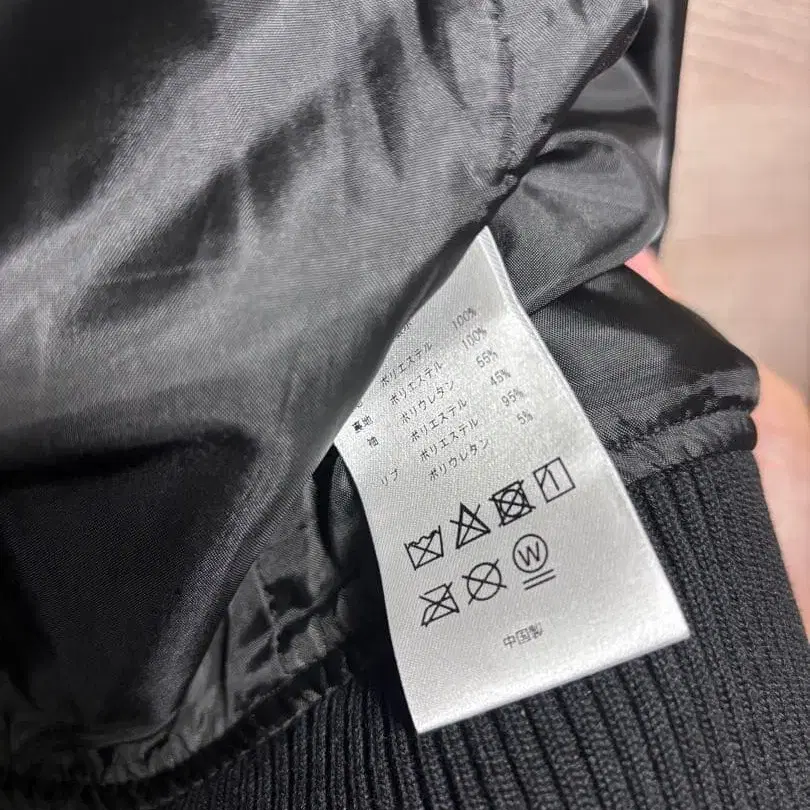 ポリエステル 100%
裏地 ポリエステル 100%
袖 ポリウレタン 55%
ポリエステル 45%
リブ ポリエステル 95%
ポリウレタン 5%
W
中国製